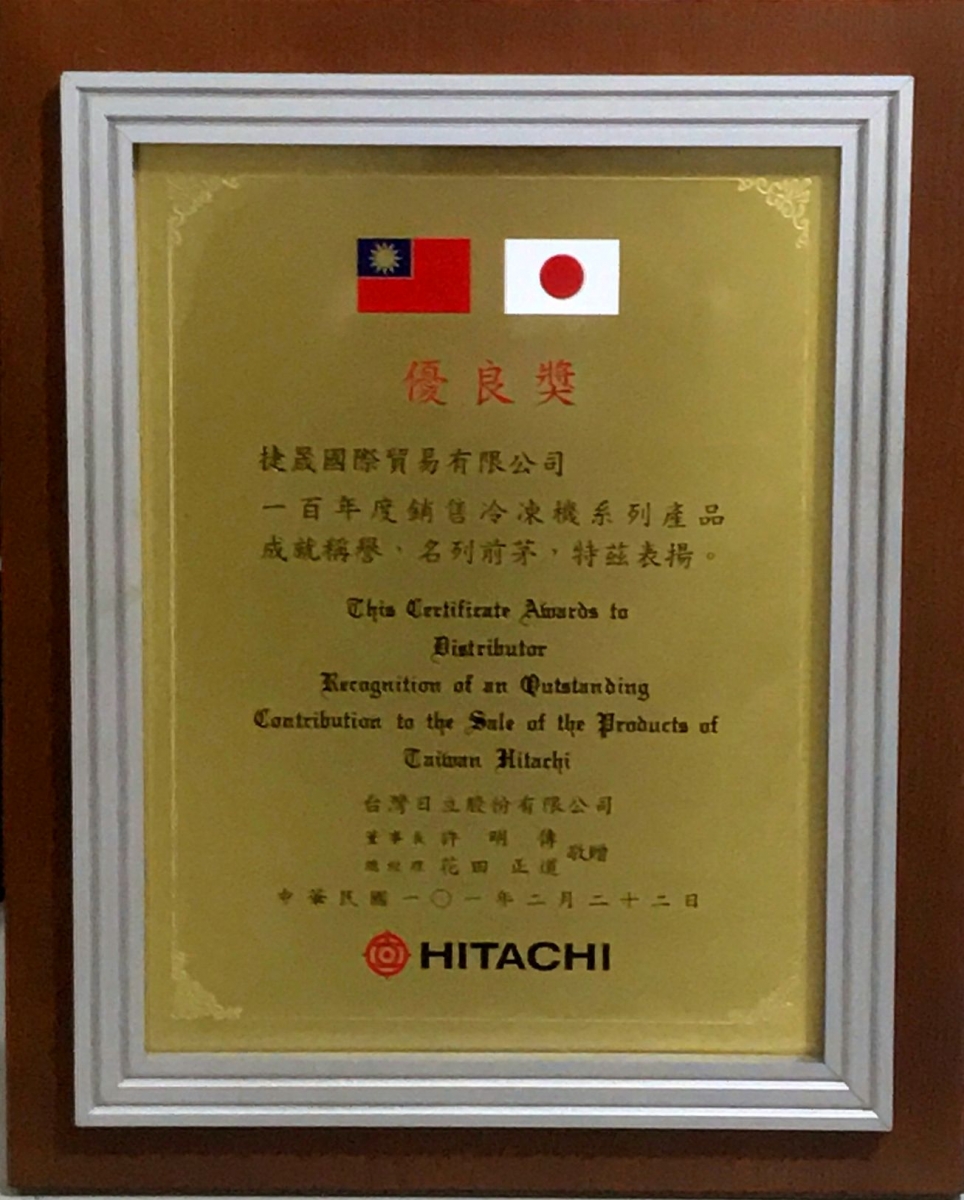 優良獎
捷晟國際貿易有限公司
一百年度銷售冷凍機系列產品
成就稱譽、名列前茅，特茲表揚。
This Certificate Awards to
Distributor
Recognition of an Outstanding
Contribution to the Sale of the Products of
Taiwan Hitachi
台灣日立股份有限公司
董事長 許明傳
總經理 花田正道 敬贈
中華民國一〇一年二月二十二日
HITACHI